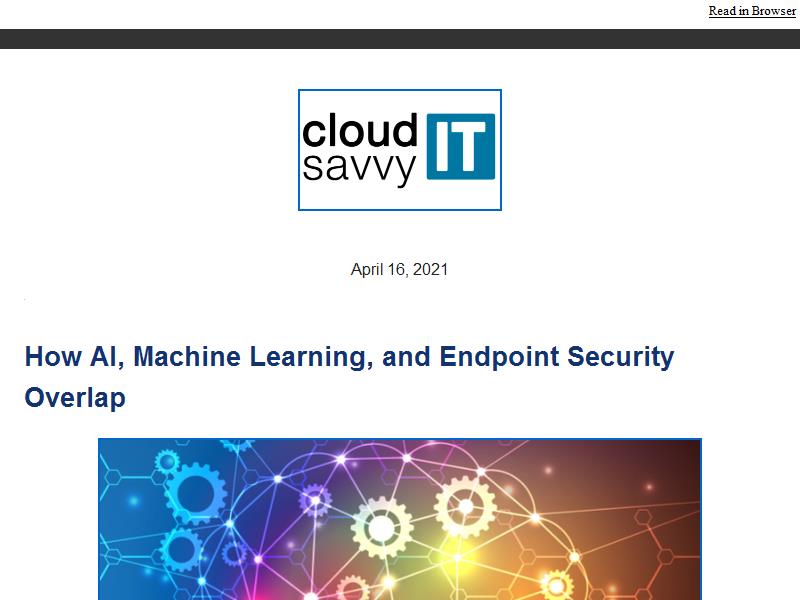 Read in Browser
cloud IT
savvy
April 16, 2021
How AI, Machine Learning, and Endpoint Security
Overlap